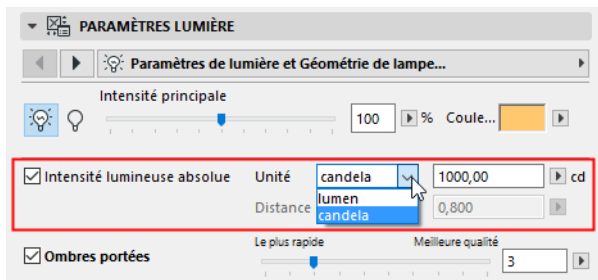 PARAMÈTRES LUMIÈRE
Paramètres de lumière et Géométrie de lampe...
Intensité principale
100 % Coule...
Intensité lumineuse absolue Unité candela 1000,00 cd
lumen
Distance 0,800
candela
Le plus rapide Meilleure qualité
Ombres portées 3